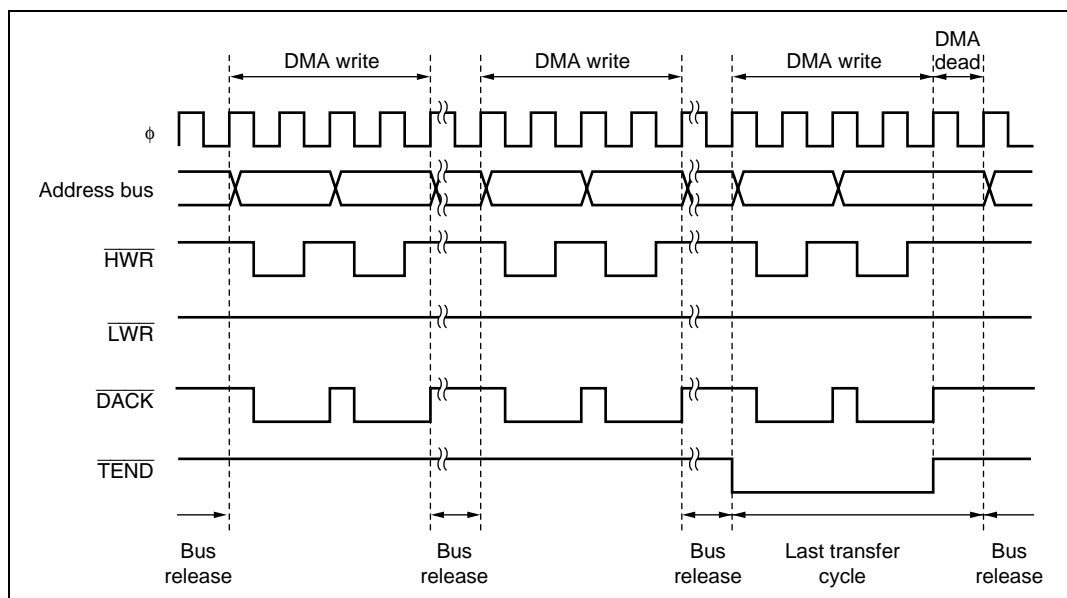 DMA
DMA write DMA write DMA write dead
φ
Address bus
HWR
LWR
DACK
TEND
Bus release
Bus release
Bus release
Last transfer cycle
Bus release